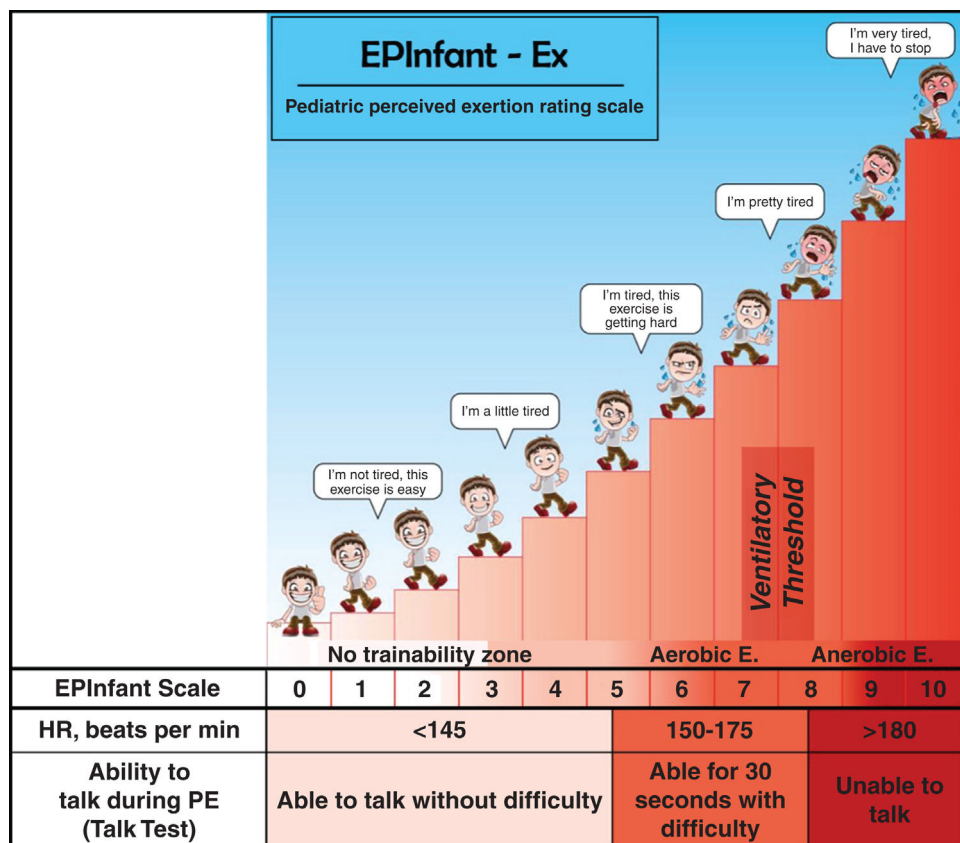 EPInfant - Ex
Pediatric perceived exertion rating scale
I'm very tired,
I have to stop
I'm pretty tired
I'm tired, this
exercise is
getting hard
I'm a little tired
I'm not tired, this
exercise is easy
Ventilatory
Threshold
No trainability zone Aerobic E. Anerobic E.
EPInfant Scale 0 1 2 3 4 5 6 7 8 9 10
HR, beats per min <145 150-175 >180
Ability to
talk during PE
(Talk Test)
Able to talk without difficulty
Able for 30
seconds with
difficulty
Unable to
talk